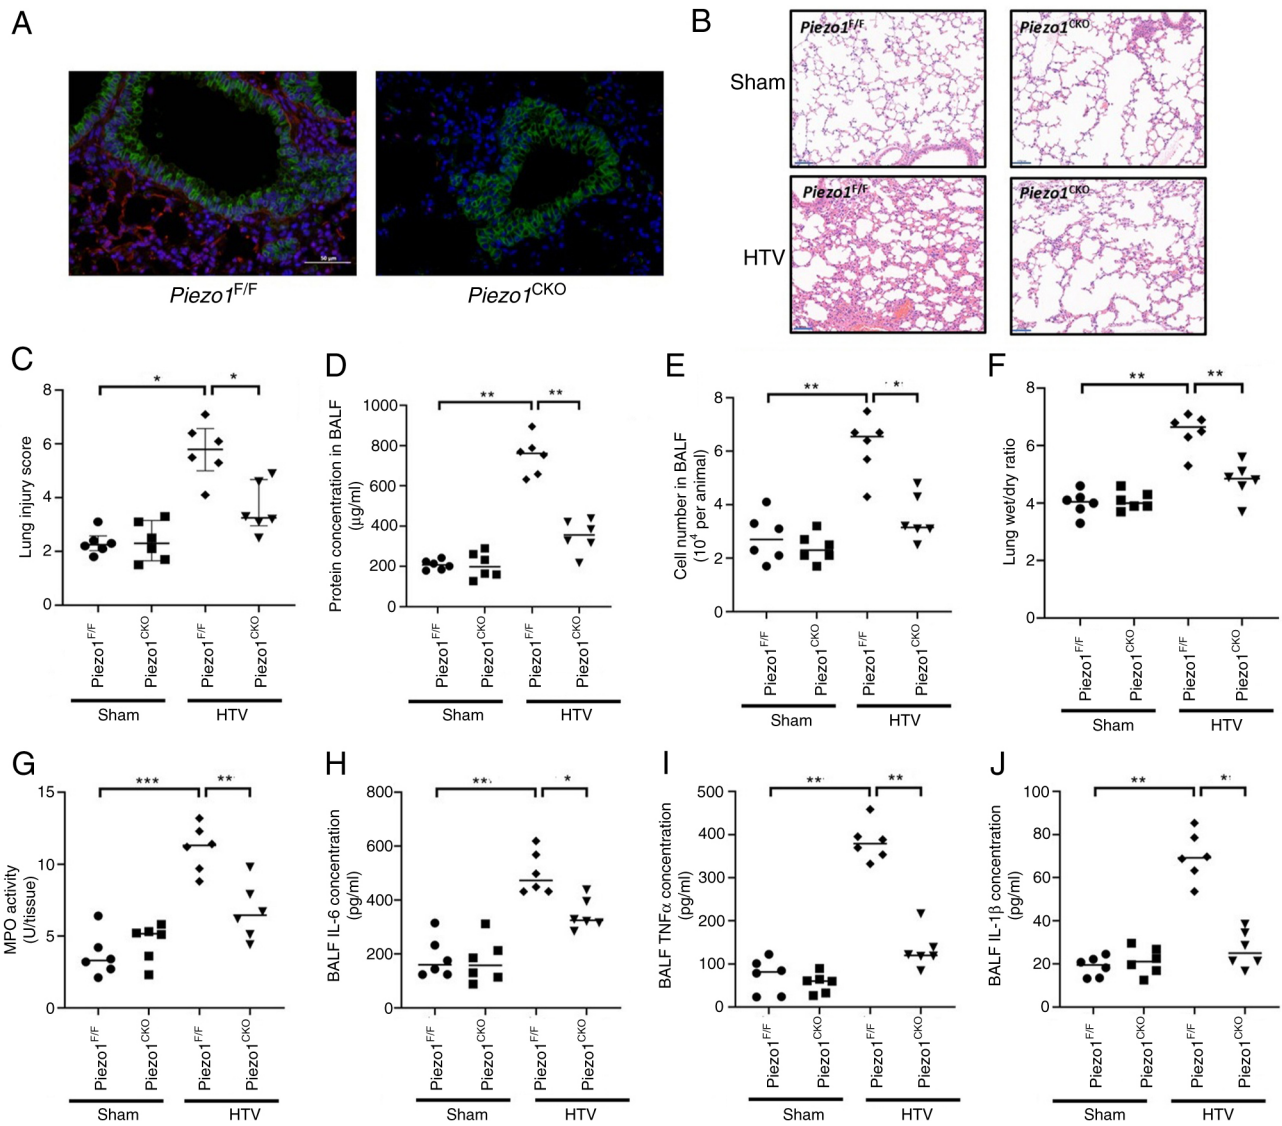 A
50 µm
Piezo1F/F
Piezo1CKO
B
Sham
HTV
Piezo1F/F
Piezo1CKO
Piezo1F/F
Piezo1CKO
C
Lung injury score
8
6
4
2
0
*
*
Piezo1F/F
Piezo1CKO
Piezo1F/F
Piezo1CKO
Sham
HTV
D
Protein concentration in BALF
(µg/ml)
1000
800
600
400
200
0
**
**
Piezo1F/F
Piezo1CKO
Piezo1F/F
Piezo1CKO
Sham
HTV
E
Cell number in BALF
(10^4 per animal)
8
6
4
2
0
**
*
Piezo1F/F
Piezo1CKO
Piezo1F/F
Piezo1CKO
Sham
HTV
F
Lung wet/dry ratio
8
6
4
2
0
**
**
Piezo1F/F
Piezo1CKO
Piezo1F/F
Piezo1CKO
Sham
HTV
G
MPO activity
(U/tissue)
15
10
5
0
***
**
Piezo1F/F
Piezo1CKO
Piezo1F/F
Piezo1CKO
Sham
HTV
H
BALF IL-6 concentration
(pg/ml)
800
600
400
200
0
**
*
Piezo1F/F
Piezo1CKO
Piezo1F/F
Piezo1CKO
Sham
HTV
I
BALF TNFα concentration
(pg/ml)
500
400
300
200
100
0
**
**
Piezo1F/F
Piezo1CKO
Piezo1F/F
Piezo1CKO
Sham
HTV
J
BALF IL-1β concentration
(pg/ml)
100
80
60
40
20
0
**
*
Piezo1F/F
Piezo1CKO
Piezo1F/F
Piezo1CKO
Sham
HTV